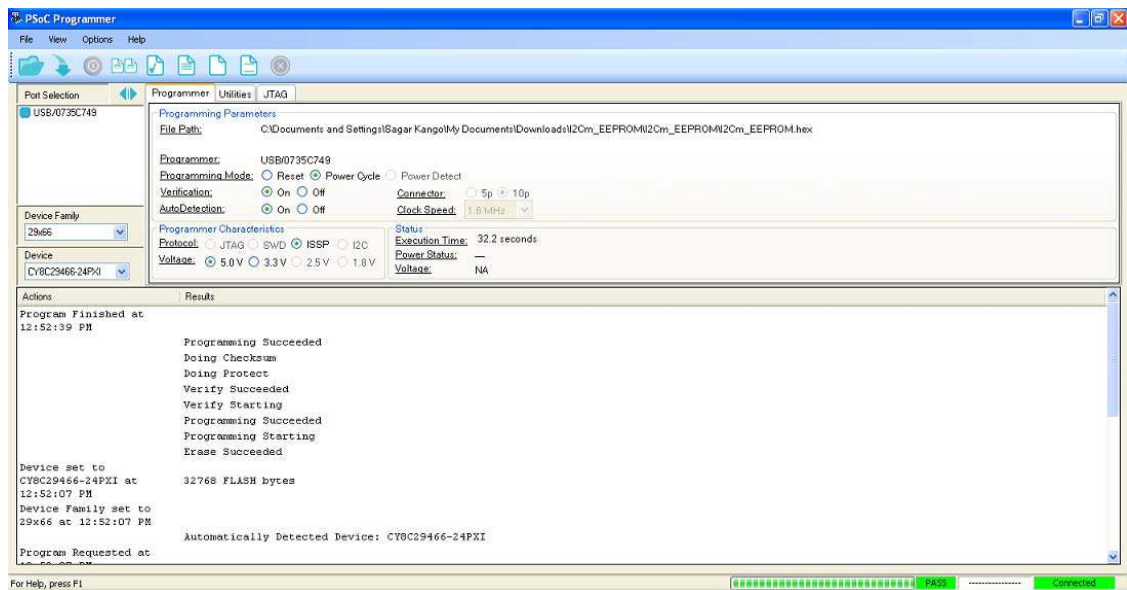 PSoC Programmer
File View Options Help
Port Selection
USB/0735C749
Device Family
29x66
Device
CY8C29466-24PXI
Programmer Utilities JTAG
Programming Parameters
File Path: C:\Documents and Settings\Sagar Kango\My Documents\Downloads\I2Cm_EEPROM\I2Cm_EEPROM\I2Cm_EEPROM.hex
Programmer: USB/0735C749
Programming Mode: Reset Power Cycle Power Detect
Verification: On Off Connector: 5p 10p
AutoDetection: On Off Clock Speed: 1.6 MHz
Programmer Characteristics
Protocol: JTAG SWD ISSP I2C
Voltage: 5.0 V 3.3 V 2.5 V 1.8 V
Status
Execution Time: 32.2 seconds
Power Status: —
Voltage: NA
Actions Results
Program Finished at
12:52:39 PM
Programming Succeeded
Doing Checksum
Doing Protect
Verify Succeeded
Verify Starting
Programming Succeeded
Programming Starting
Erase Succeeded
Device set to
CY8C29466-24PXI at 32768 FLASH bytes
12:52:07 PM
Device Family set to
29x66 at 12:52:07 PM
Automatically Detected Device: CY8C29466-24PXI
Program Requested at
For Help, press F1 PASS ---------------- Connected